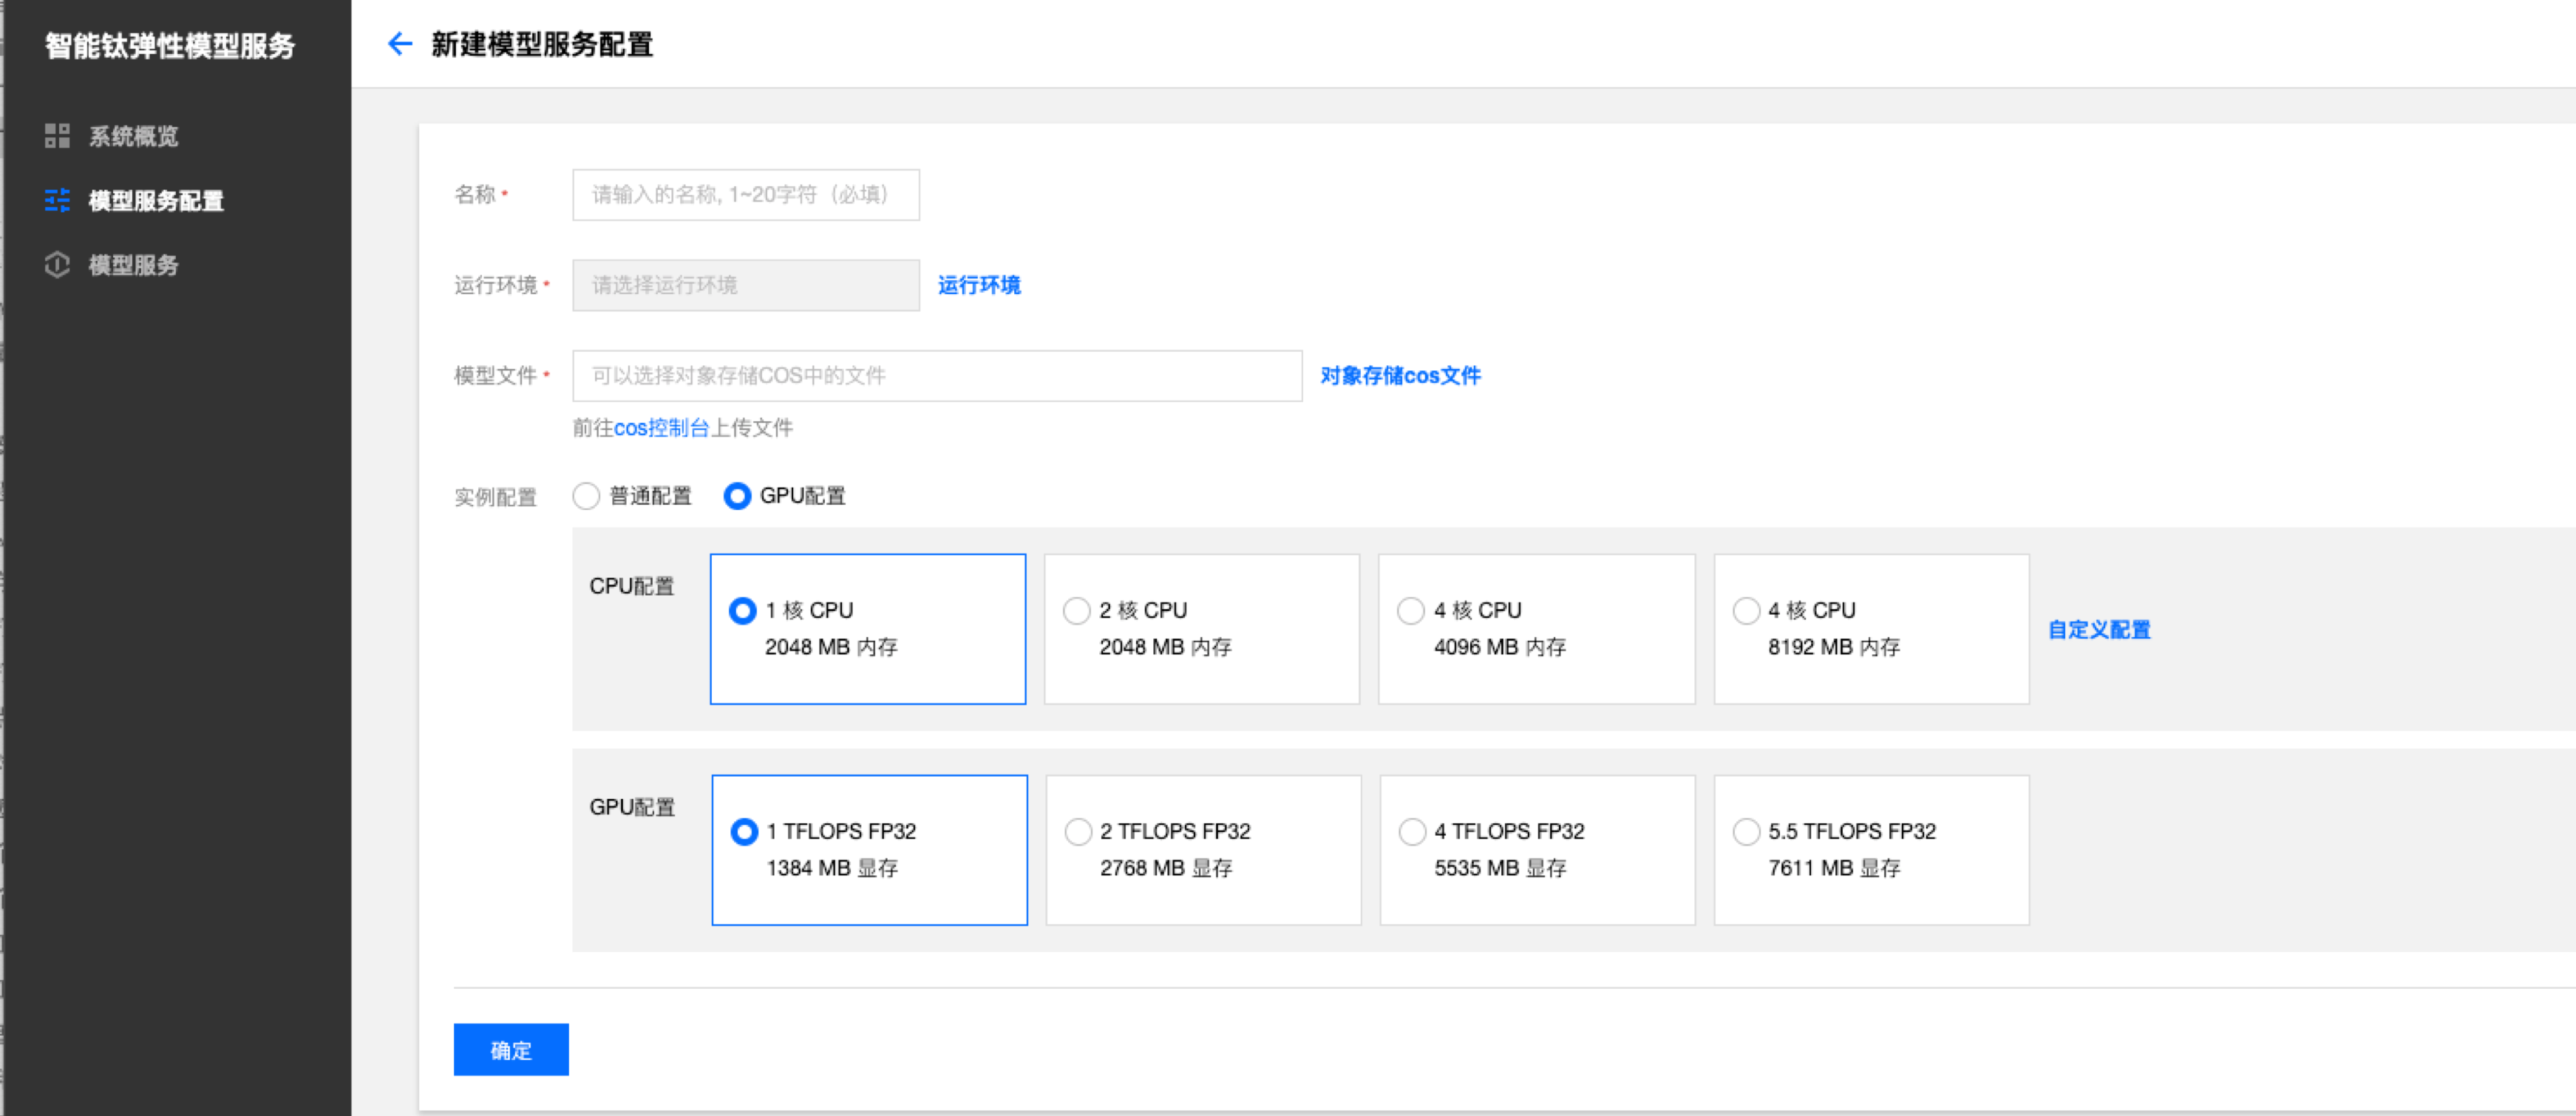 智能钛弹性模型服务
系统概览
模型服务配置
模型服务
新建模型服务配置
名称 *
请输入的名称, 1~20字符（必填）
运行环境 *
请选择运行环境
运行环境
模型文件 *
可以选择对象存储COS中的文件
对象存储cos文件
前往cos控制台上传文件
实例配置
普通配置
GPU配置
CPU配置
1 核 CPU
2048 MB 内存
2 核 CPU
2048 MB 内存
4 核 CPU
4096 MB 内存
4 核 CPU
8192 MB 内存
自定义配置
GPU配置
1 TFLOPS FP32
1384 MB 显存
2 TFLOPS FP32
2768 MB 显存
4 TFLOPS FP32
5535 MB 显存
5.5 TFLOPS FP32
7611 MB 显存
确定